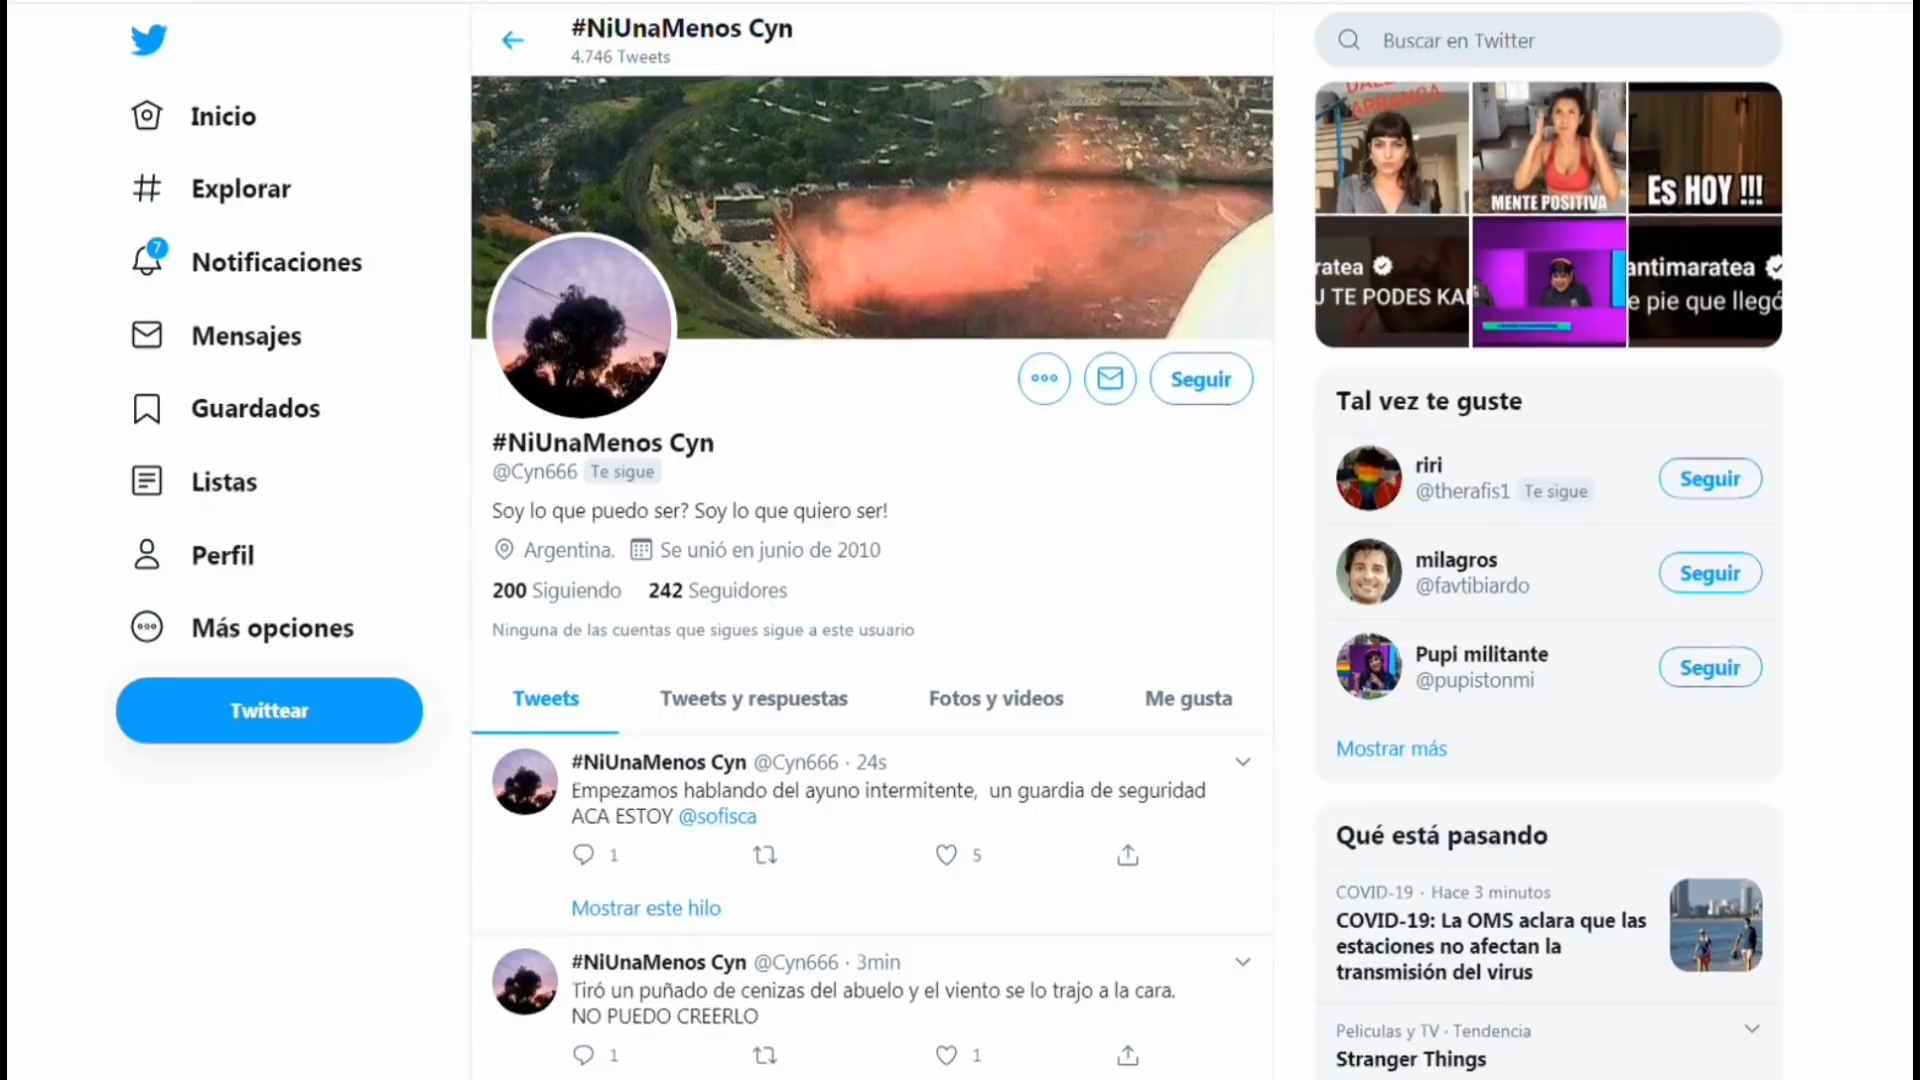 Inicio
Explorar
7
Notificaciones
Mensajes
Guardados
Listas
Perfil
Más opciones
Twittear
#NiUnaMenos Cyn
4.746 Tweets
Seguir
#NiUnaMenos Cyn
@Cyn666 Te sigue
Soy lo que puedo ser? Soy lo que quiero ser!
Argentina. Se unió en junio de 2010
200 Siguiendo 242 Seguidores
Ninguna de las cuentas que sigues sigue a este usuario
Tweets Tweets y respuestas Fotos y videos Me gusta
#NiUnaMenos Cyn @Cyn666 · 24s
Empezamos hablando del ayuno intermitente, un guardia de seguridad
ACA ESTOY @sofisca
1 5
Mostrar este hilo
#NiUnaMenos Cyn @Cyn666 · 3min
Tiró un puñado de cenizas del abuelo y el viento se lo trajo a la cara.
NO PUEDO CREERLO
1 1
Buscar en Twitter
ARRANCA
MENTE POSITIVA
Es HOY !!!
ratea
U TE PODES KA
antimaratea
e pie que llegó
Tal vez te guste
riri
@therafis1 Te sigue
Seguir
milagros
@favtibiardo
Seguir
Pupi militante
@pupistonmi
Seguir
Mostrar más
Qué está pasando
COVID-19 · Hace 3 minutos
COVID-19: La OMS aclara que las
estaciones no afectan la
transmisión del virus
Peliculas y TV · Tendencia
Stranger Things